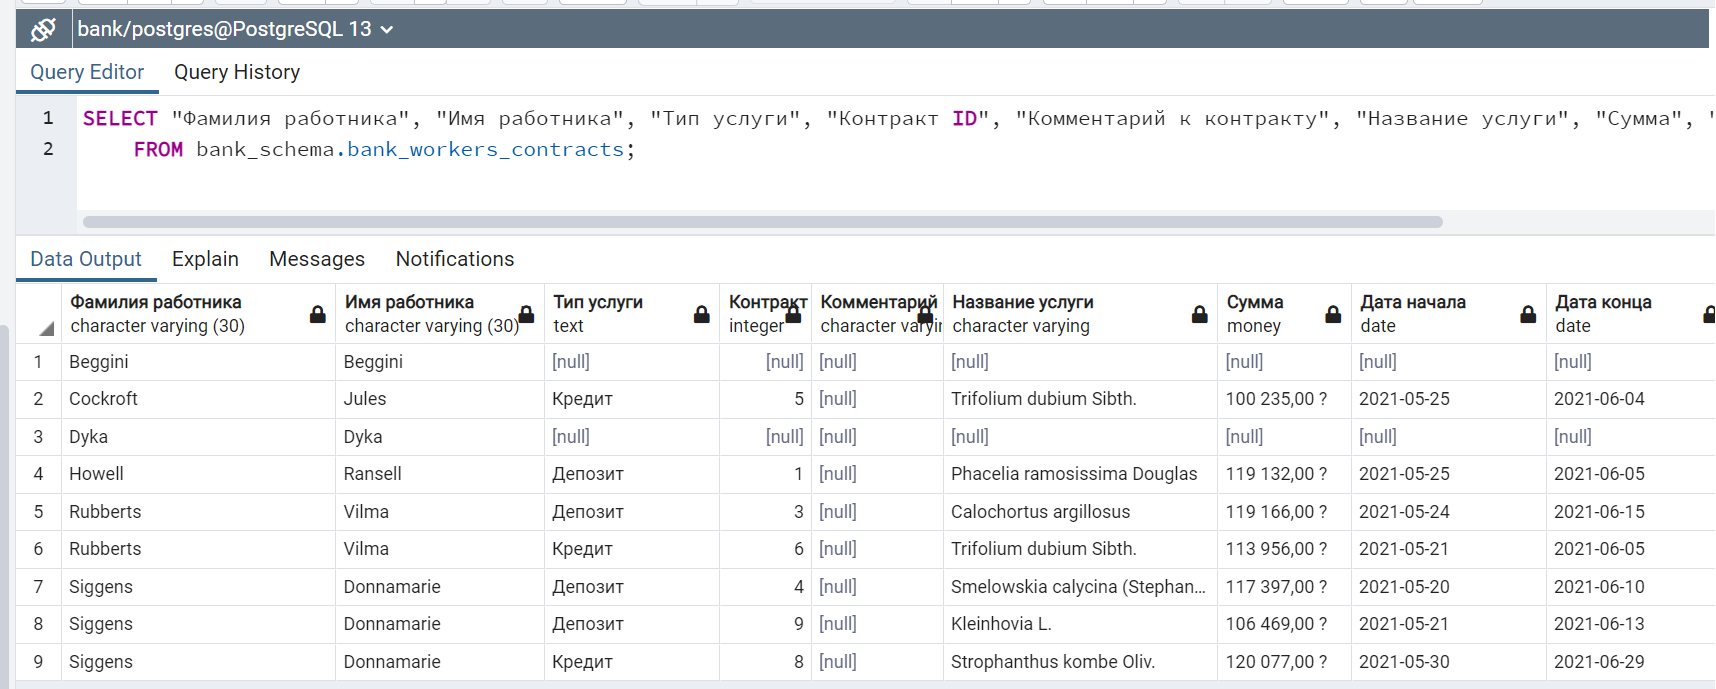 bank/postgres@PostgreSQL 13
Query Editor Query History
1 SELECT "Фамилия работника", "Имя работника", "Тип услуги", "Контракт ID", "Комментарий к контракту", "Название услуги", "Сумма", "
2 FROM bank_schema.bank_workers_contracts;
Data Output Explain Messages Notifications
Фамилия работника Имя работника Тип услуги Контракт Комментарий Название услуги Сумма Дата начала Дата конца
character varying (30) character varying (30) text integer character varyin character varying money date date
1 Beggini Beggini [null] [null] [null] [null] [null] [null] [null]
2 Cockroft Jules Кредит 5 [null] Trifolium dubium Sibth. 100 235,00 ? 2021-05-25 2021-06-04
3 Dyka Dyka [null] [null] [null] [null] [null] [null] [null]
4 Howell Ransell Депозит 1 [null] Phacelia ramosissima Douglas 119 132,00 ? 2021-05-25 2021-06-05
5 Rubberts Vilma Депозит 3 [null] Calochortus argillosus 119 166,00 ? 2021-05-24 2021-06-15
6 Rubberts Vilma Кредит 6 [null] Trifolium dubium Sibth. 113 956,00 ? 2021-05-21 2021-06-05
7 Siggens Donnamarie Депозит 4 [null] Smelowskia calycina (Stephan... 117 397,00 ? 2021-05-20 2021-06-10
8 Siggens Donnamarie Депозит 9 [null] Kleinhovia L. 106 469,00 ? 2021-05-21 2021-06-13
9 Siggens Donnamarie Кредит 8 [null] Strophanthus kombe Oliv. 120 077,00 ? 2021-05-30 2021-06-29